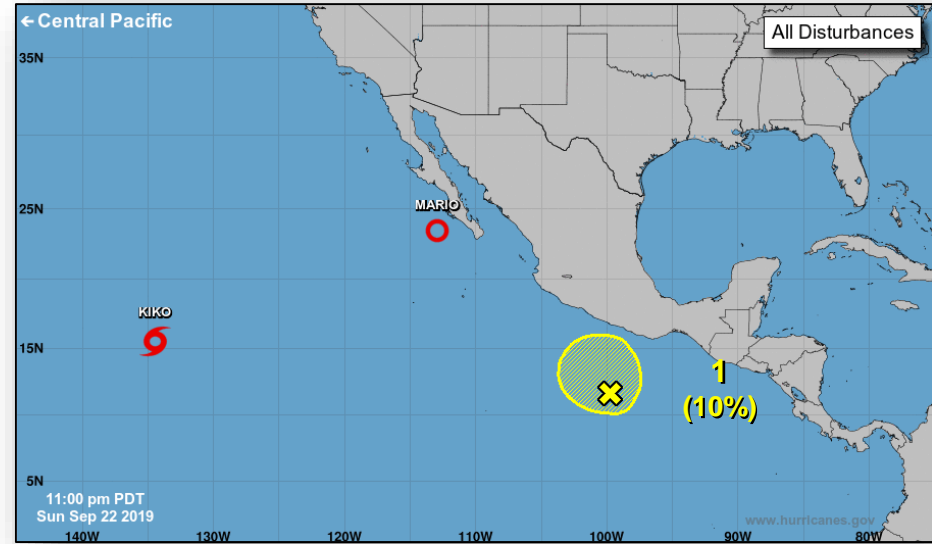 ← Central Pacific
All Disturbances
35N
25N
MARIO
KIKO
15N
1
(10%)
5N
11:00 pm PDT
Sun Sep 22 2019
www.hurricanes.gov
140W 130W 120W 110W 100W 90W 80W